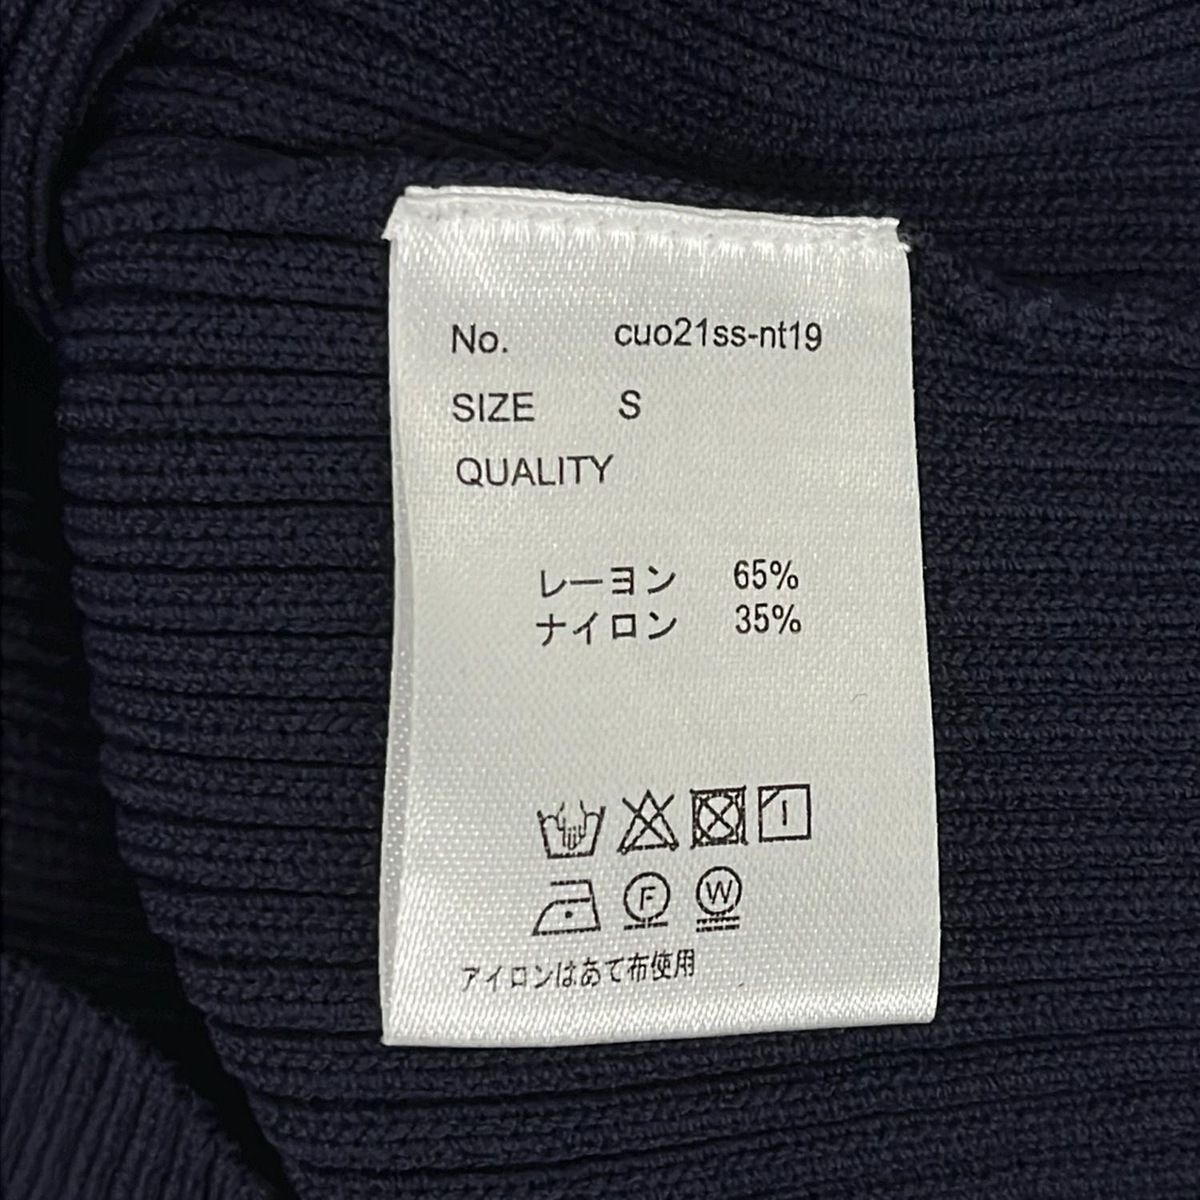 No. cuo21ss-nt19
SIZE S
QUALITY
レーヨン 65%
ナイロン 35%
F W
アイロンはあて布使用